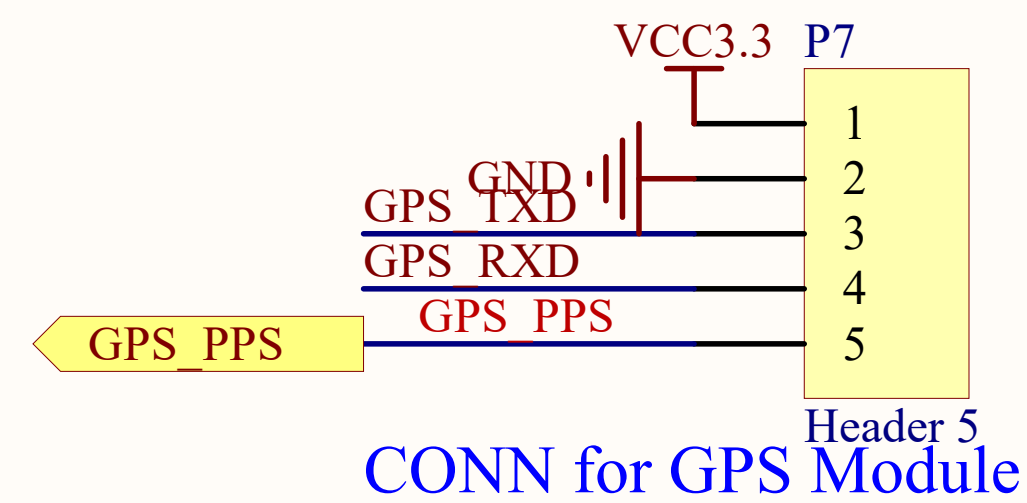 VCC3.3 P7
1
GND 2
GPS_TXD 3
GPS_RXD 4
GPS_PPS
GPS_PPS 5
Header 5
CONN for GPS Module